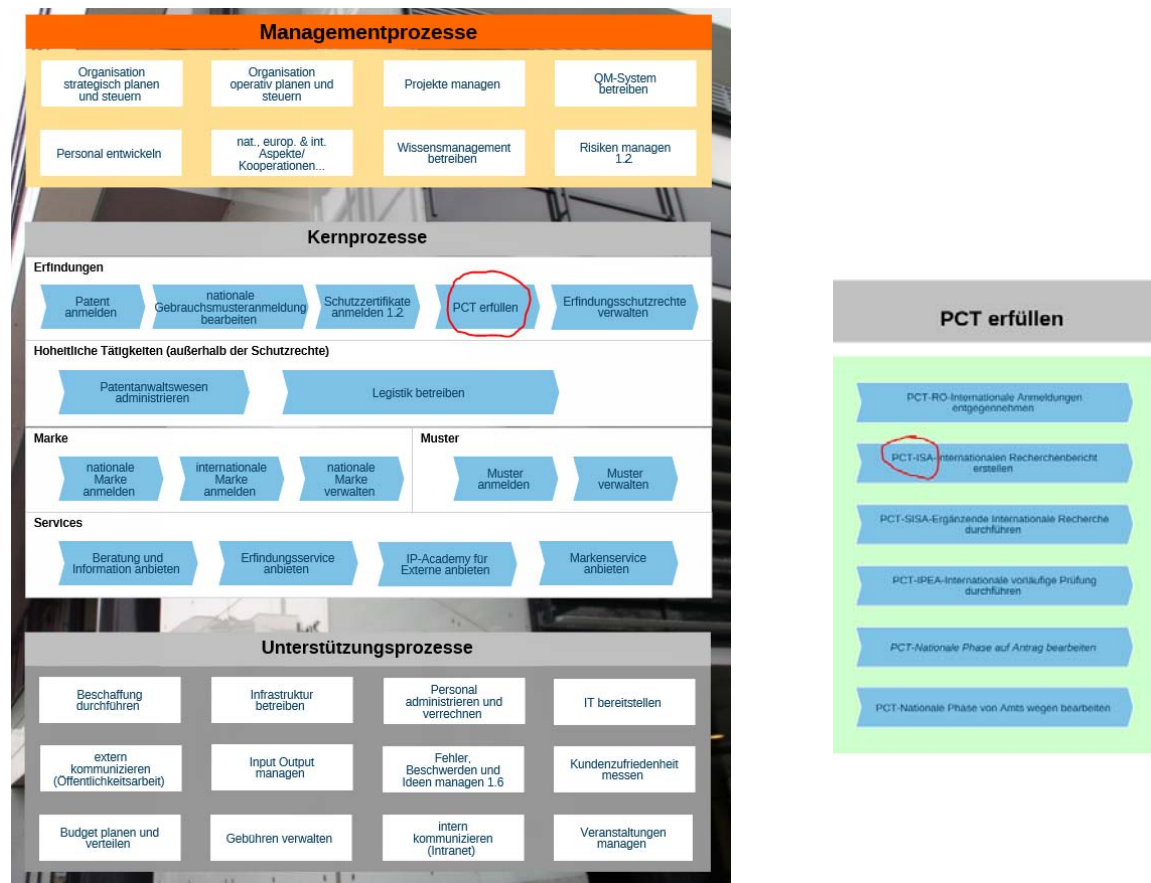 Managementprozesse
Organisation
strategisch planen
und steuern
Organisation
operativ planen und
steuern
Projekte managen
QM-System
betreiben
Personal entwickeln
nat., europ. & int.
Aspekte/
Kooperationen...
Wissensmanagement
betreiben
Risiken managen
1.2
Kernprozesse
Erfindungen
Patent
anmelden
nationale
Gebrauchsmusteranmeldung
bearbeiten
Schutzzertifikate
anmelden 1.2
PCT erfüllen
Erfindungsschutzrechte
verwalten
Hoheitliche Tätigkeiten (außerhalb der Schutzrechte)
Patentanwaltswesen
administrieren
Legistik betreiben
Marke
nationale
Marke
anmelden
internationale
Marke
anmelden
nationale
Marke
verwalten
Muster
Muster
anmelden
Muster
verwalten
Services
Beratung und
Information anbieten
Erfindungsservice
anbieten
IP-Academy für
Externe anbieten
Markenservice
anbieten
Unterstützungsprozesse
Beschaffung
durchführen
Infrastruktur
betreiben
Personal
administrieren und
verrechnen
IT bereitstellen
extern
kommunizieren
(Öffentlichkeitsarbeit)
Input Output
managen
Fehler,
Beschwerden und
Ideen managen 1.6
Kundenzufriedenheit
messen
Budget planen und
verteilen
Gebühren verwalten
intern
kommunizieren
(Intranet)
Veranstaltungen
managen
PCT erfüllen
PCT-RO-Internationale Anmeldungen
entgegennehmen
PCT-ISA-Internationalen Recherchenbericht
erstellen
PCT-SISA-Ergänzende Internationale Recherche
durchführen
PCT-IPEA-Internationale vorläufige Prüfung
durchführen
PCT-Nationale Phase auf Antrag bearbeiten
PCT-Nationale Phase von Amts wegen bearbeiten